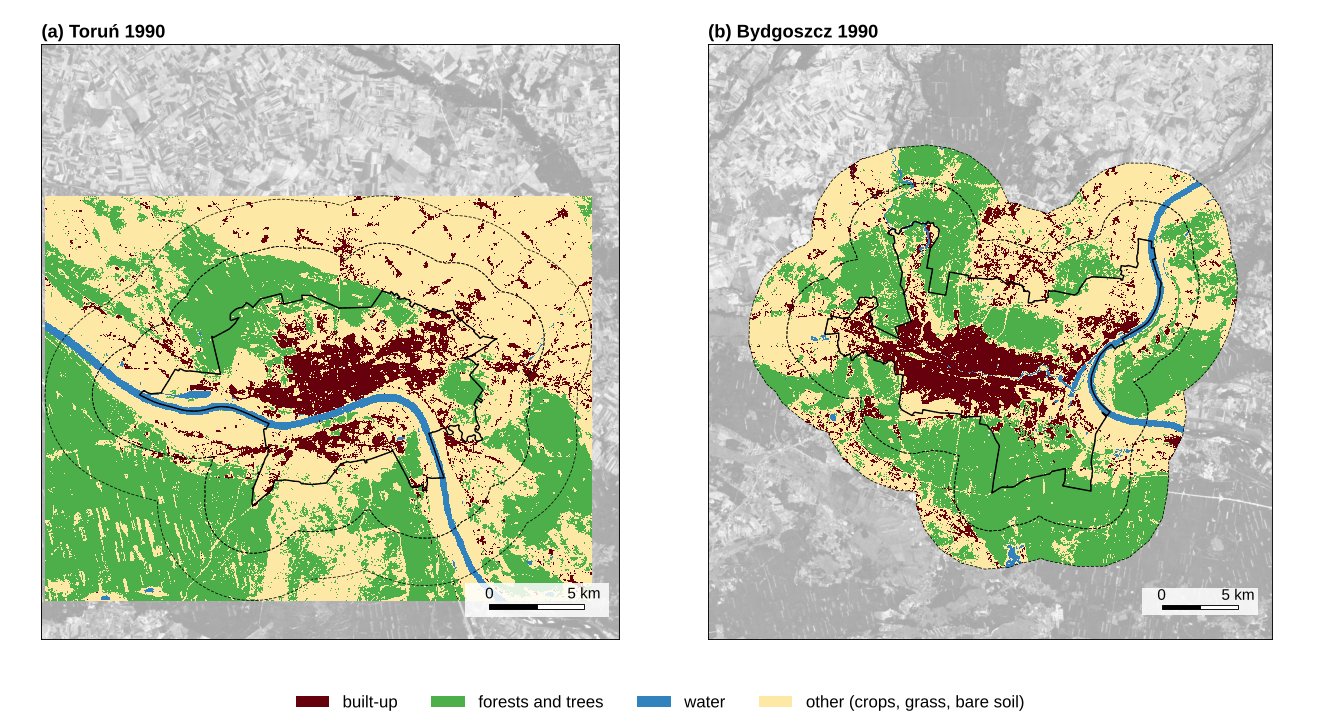 (a) Toruń 1990
(b) Bydgoszcz 1990
0 5 km
0 5 km
built-up
forests and trees
water
other (crops, grass, bare soil)